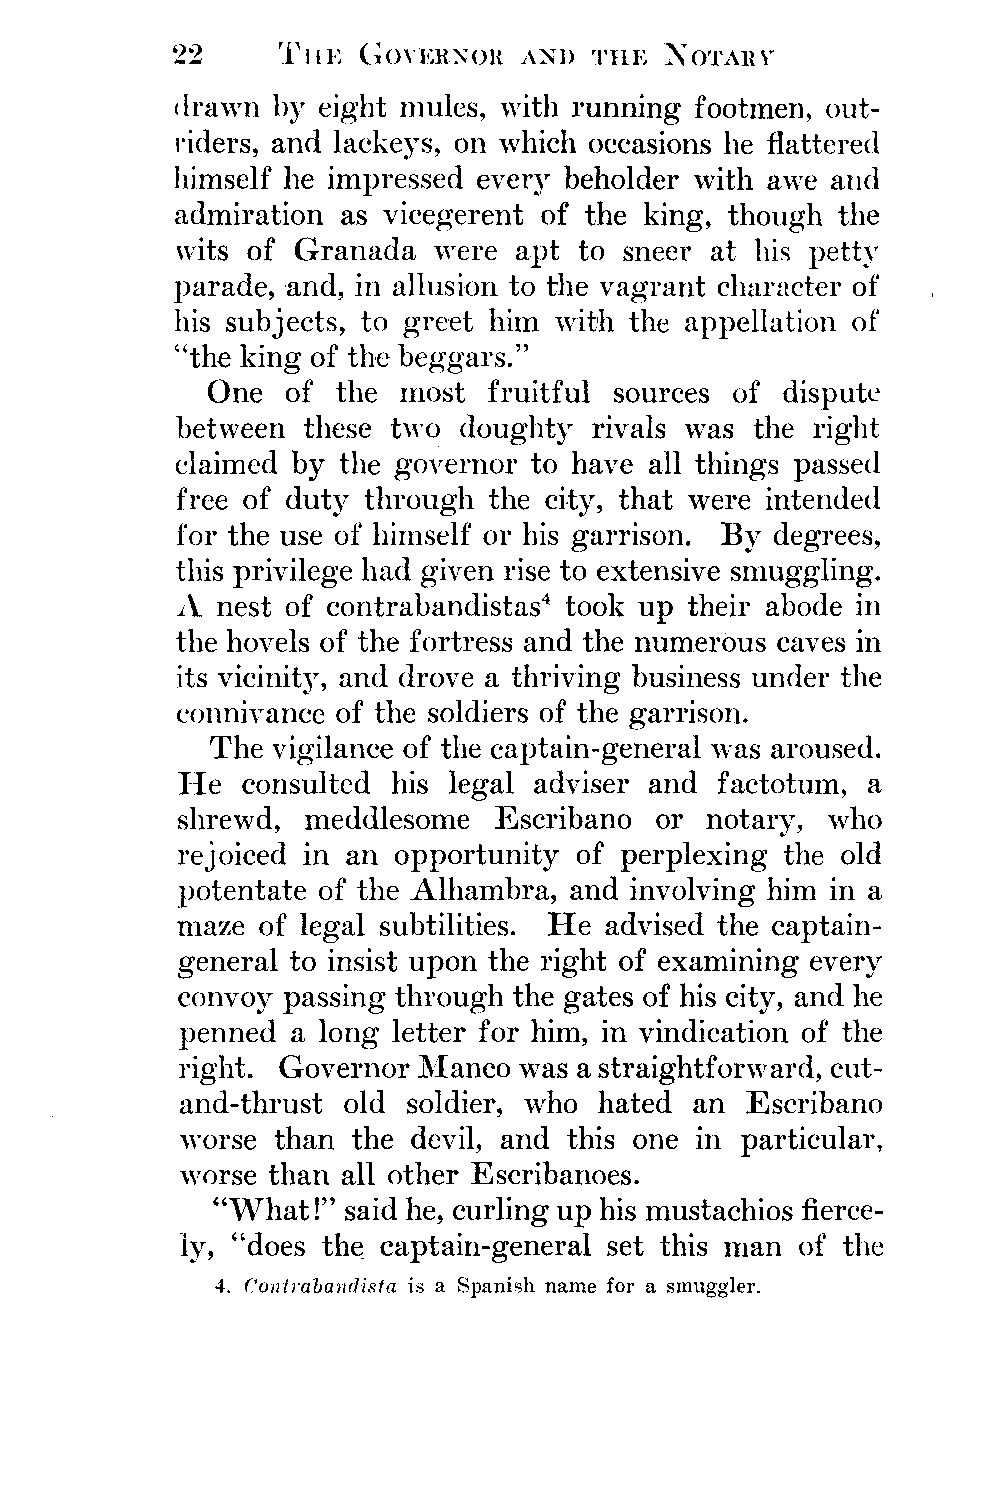 22 THE GOVERNOR AND THE NOTARY
drawn by eight mules, with running footmen, out-
riders, and lackeys, on which occasions he flattered
himself he impressed every beholder with awe and
admiration as vicegerent of the king, though the
wits of Granada were apt to sneer at his petty
parade, and, in allusion to the vagrant character of
his subjects, to greet him with the appellation of
“the king of the beggars.”
One of the most fruitful sources of dispute
between these two doughty rivals was the right
claimed by the governor to have all things passed
free of duty through the city, that were intended
for the use of himself or his garrison. By degrees,
this privilege had given rise to extensive smuggling.
A nest of contrabandistas⁴ took up their abode in
the hovels of the fortress and the numerous caves in
its vicinity, and drove a thriving business under the
connivance of the soldiers of the garrison.
The vigilance of the captain-general was aroused.
He consulted his legal adviser and factotum, a
shrewd, meddlesome Escribano or notary, who
rejoiced in an opportunity of perplexing the old
potentate of the Alhambra, and involving him in a
maze of legal subtilities. He advised the captain-
general to insist upon the right of examining every
convoy passing through the gates of his city, and he
penned a long letter for him, in vindication of the
right. Governor Manco was a straightforward, cut-
and-thrust old soldier, who hated an Escribano
worse than the devil, and this one in particular,
worse than all other Escribanoes.
“What!” said he, curling up his mustachios fierce-
ly, “does the captain-general set this man of the
4. Contrabandista is a Spanish name for a smuggler.